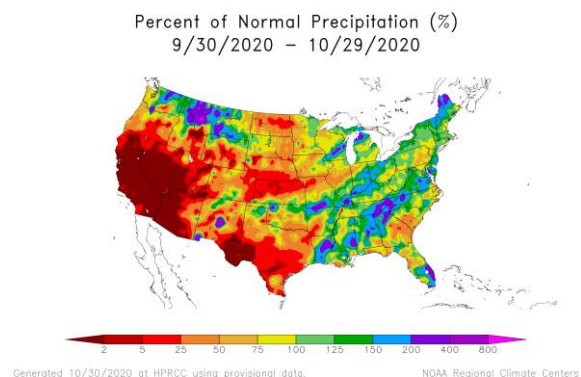 Percent of Normal Precipitation (%)
9/30/2020 – 10/29/2020
2 5 25 50 75 100 125 150 200 400 800
Generated 10/30/2020 at HPRCC using provisional data. NOAA Regional Climate Centers